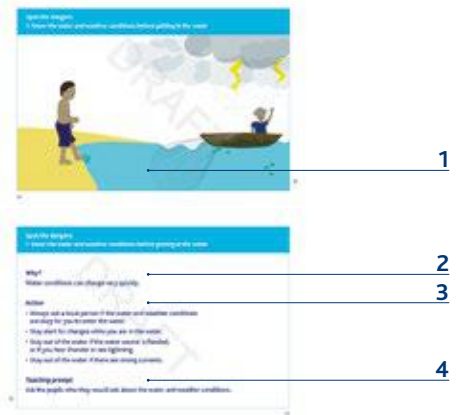 Spot the dangers
1. Know the water and weather conditions before getting in the water
DRAFT
1
Spot the dangers
1. Know the water and weather conditions before getting in the water
Why?
2
Water conditions can change very quickly.
Action
3
• Always ask a local person if the water and weather conditions
are okay for you to enter the water.
• Stay alert for changes while you are in the water.
• Stay out of the water if the water source is flooded,
or if you hear thunder or see lightning.
• Stay out of the water if there are strong currents.
DRAFT
Teaching prompt
4
Ask the pupils who they would ask about the water and weather conditions.